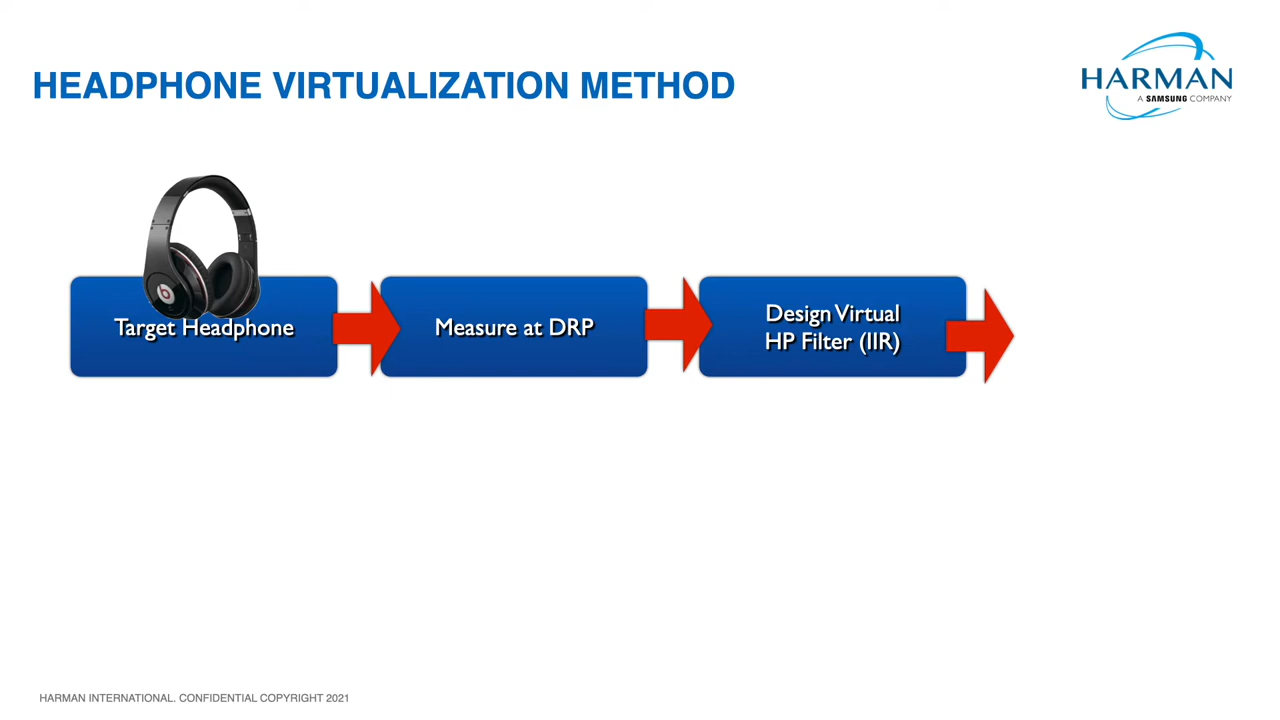 HEADPHONE VIRTUALIZATION METHOD
HARMAN
A SAMSUNG COMPANY
Target Headphone
Measure at DRP
Design Virtual
HP Filter (IIR)
HARMAN INTERNATIONAL. CONFIDENTIAL COPYRIGHT 2021